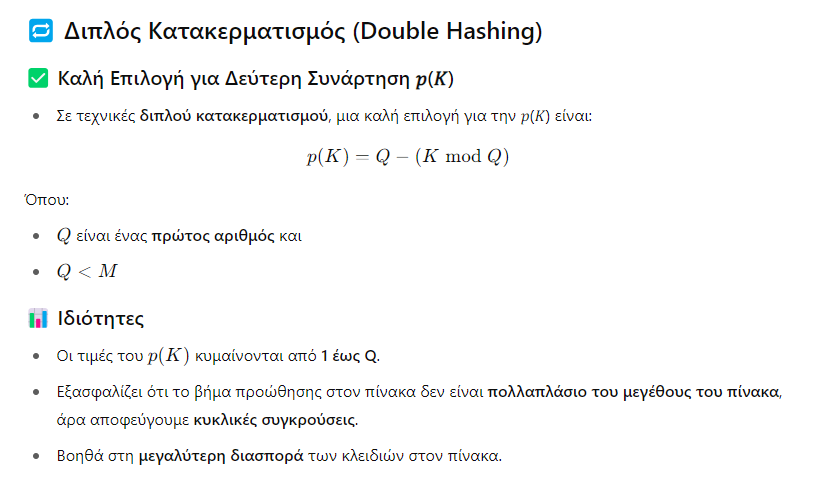 🔁 Διπλός Κατακερματισμός (Double Hashing)
✅ Καλή Επιλογή για Δεύτερη Συνάρτηση p(K)
• Σε τεχνικές διπλού κατακερματισμού, μια καλή επιλογή για την p(K) είναι:
p(K) = Q − (K mod Q)
Όπου:
• Q είναι ένας πρώτος αριθμός και
• Q < M
📊 Ιδιότητες
• Οι τιμές του p(K) κυμαίνονται από 1 έως Q.
• Εξασφαλίζει ότι το βήμα προώθησης στον πίνακα δεν είναι πολλαπλάσιο του μεγέθους του πίνακα,
άρα αποφεύγουμε κυκλικές συγκρούσεις.
• Βοηθά στη μεγαλύτερη διασπορά των κλειδιών στον πίνακα.